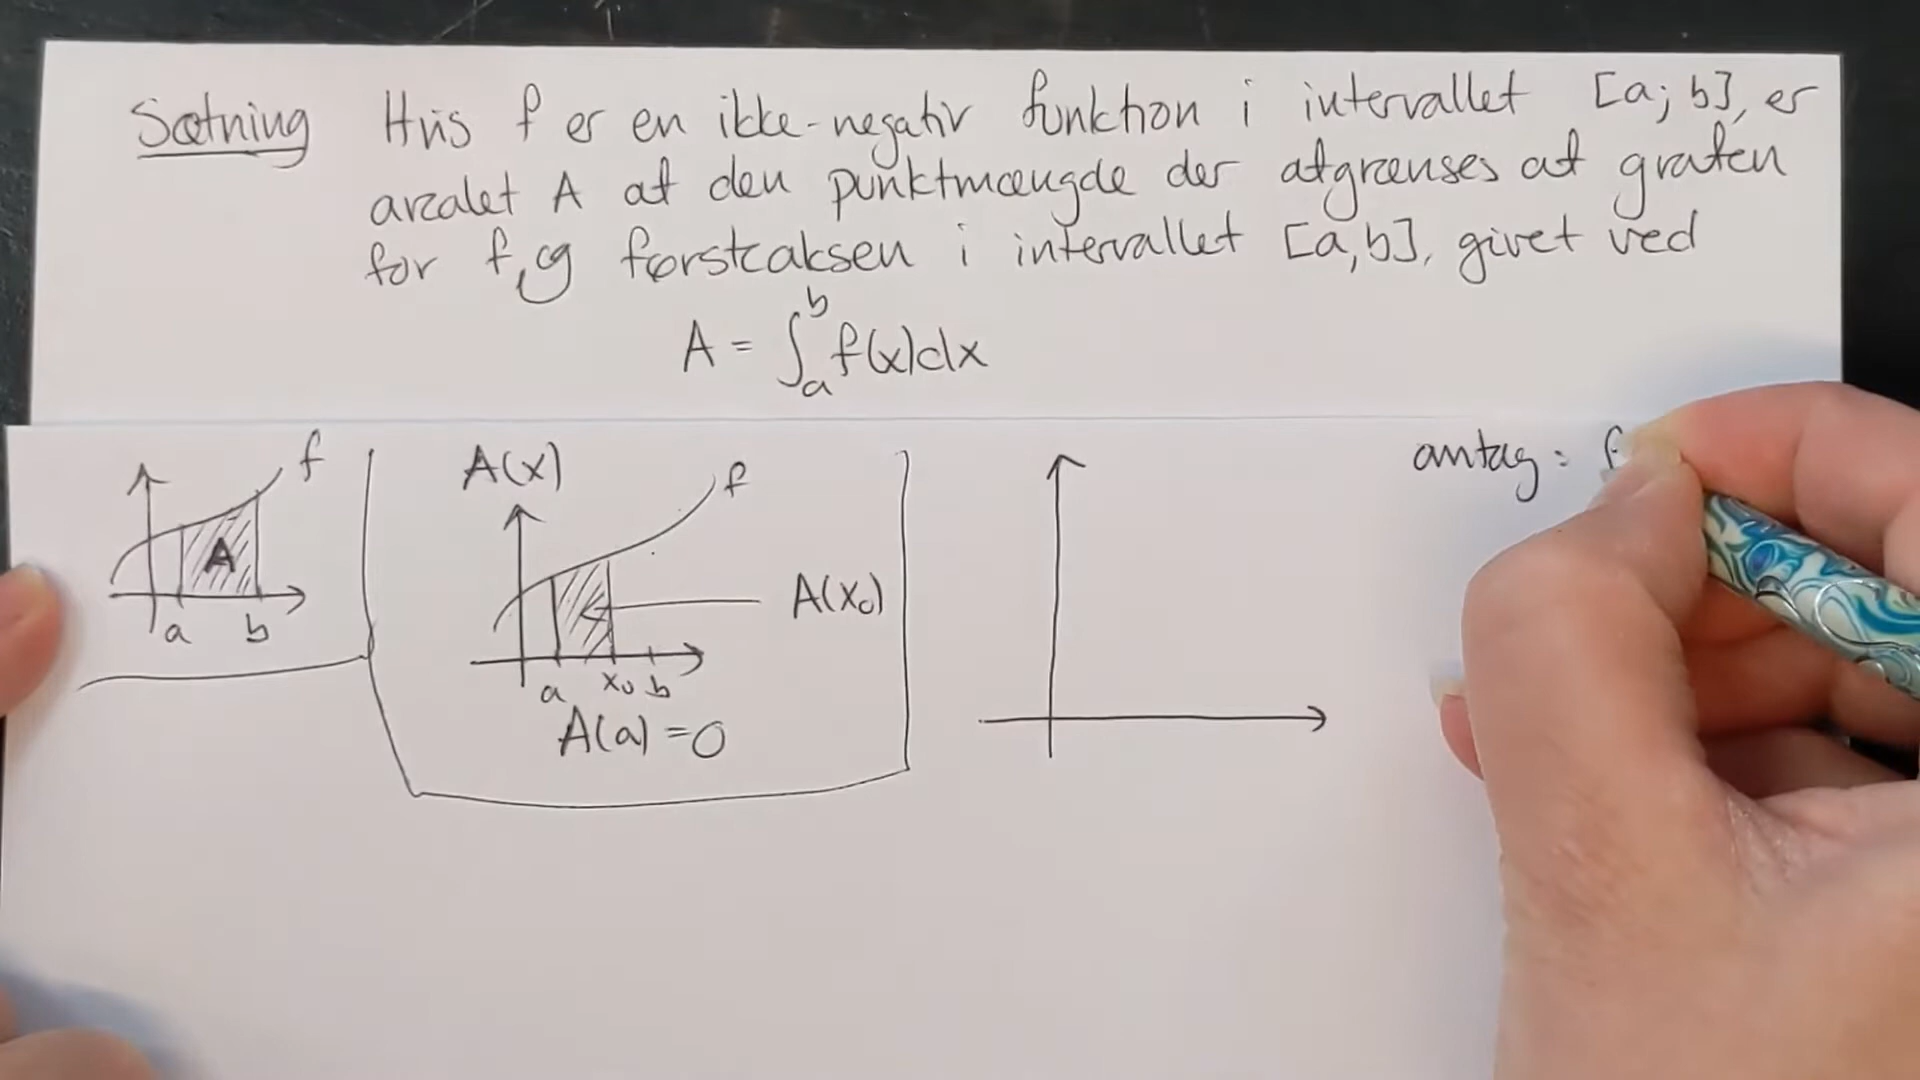 Sætning Hvis f er en ikke-negativ funktion i intervallet [a; b], er
arealet A af den punktmængde der afgrænses af grafen
for f, og førsteaksen i intervallet [a,b], givet ved
A = ∫_a^b f(x)dx
f
A
a b
A(x)
f
A(x₀)
a x₀ b
A(a) = 0
antag: f